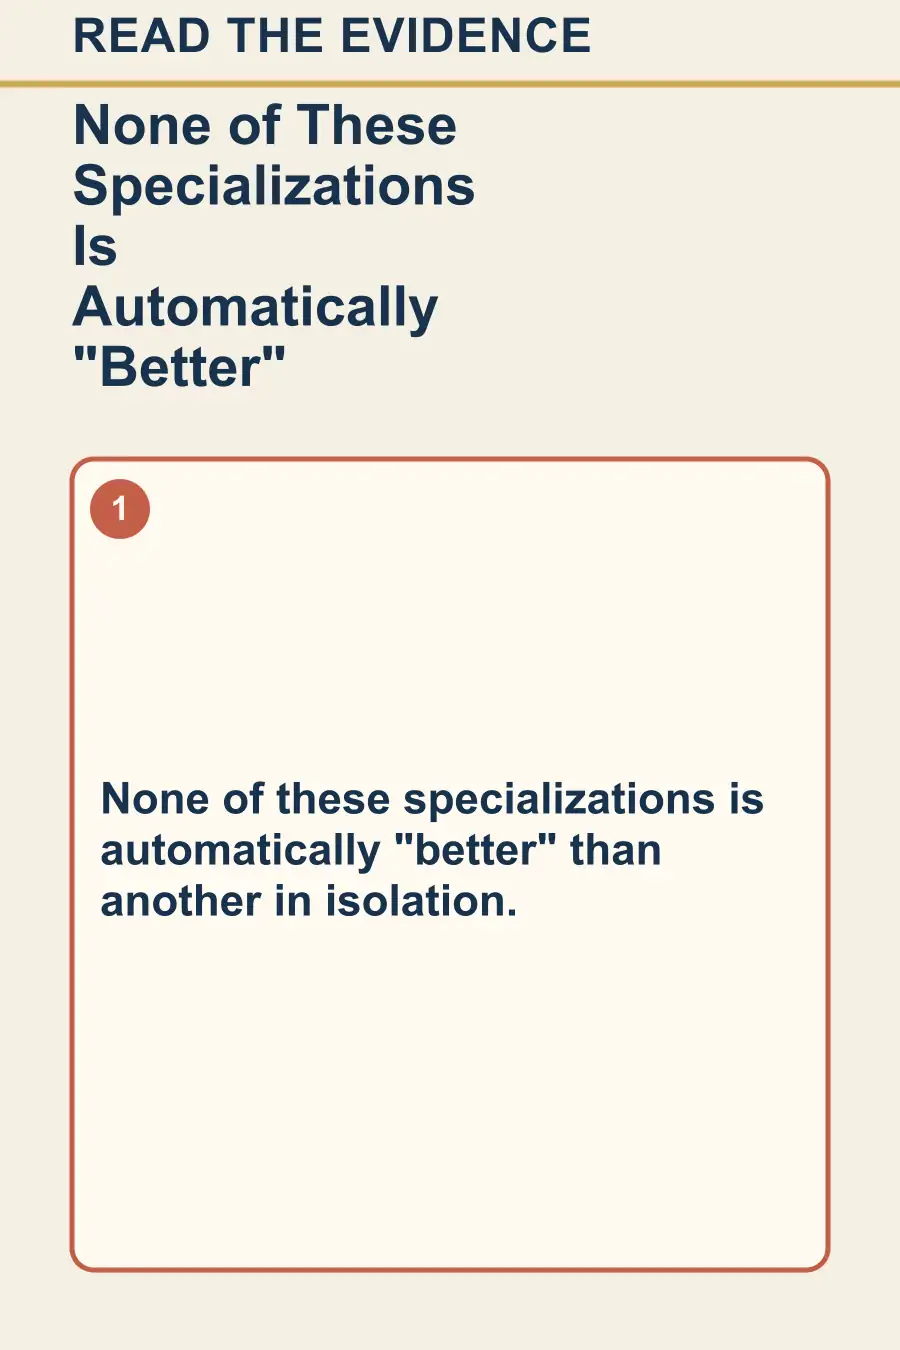 READ THE EVIDENCE
None of These
Specializations
Is
Automatically
"Better"
1
None of these specializations is
automatically "better" than
another in isolation.